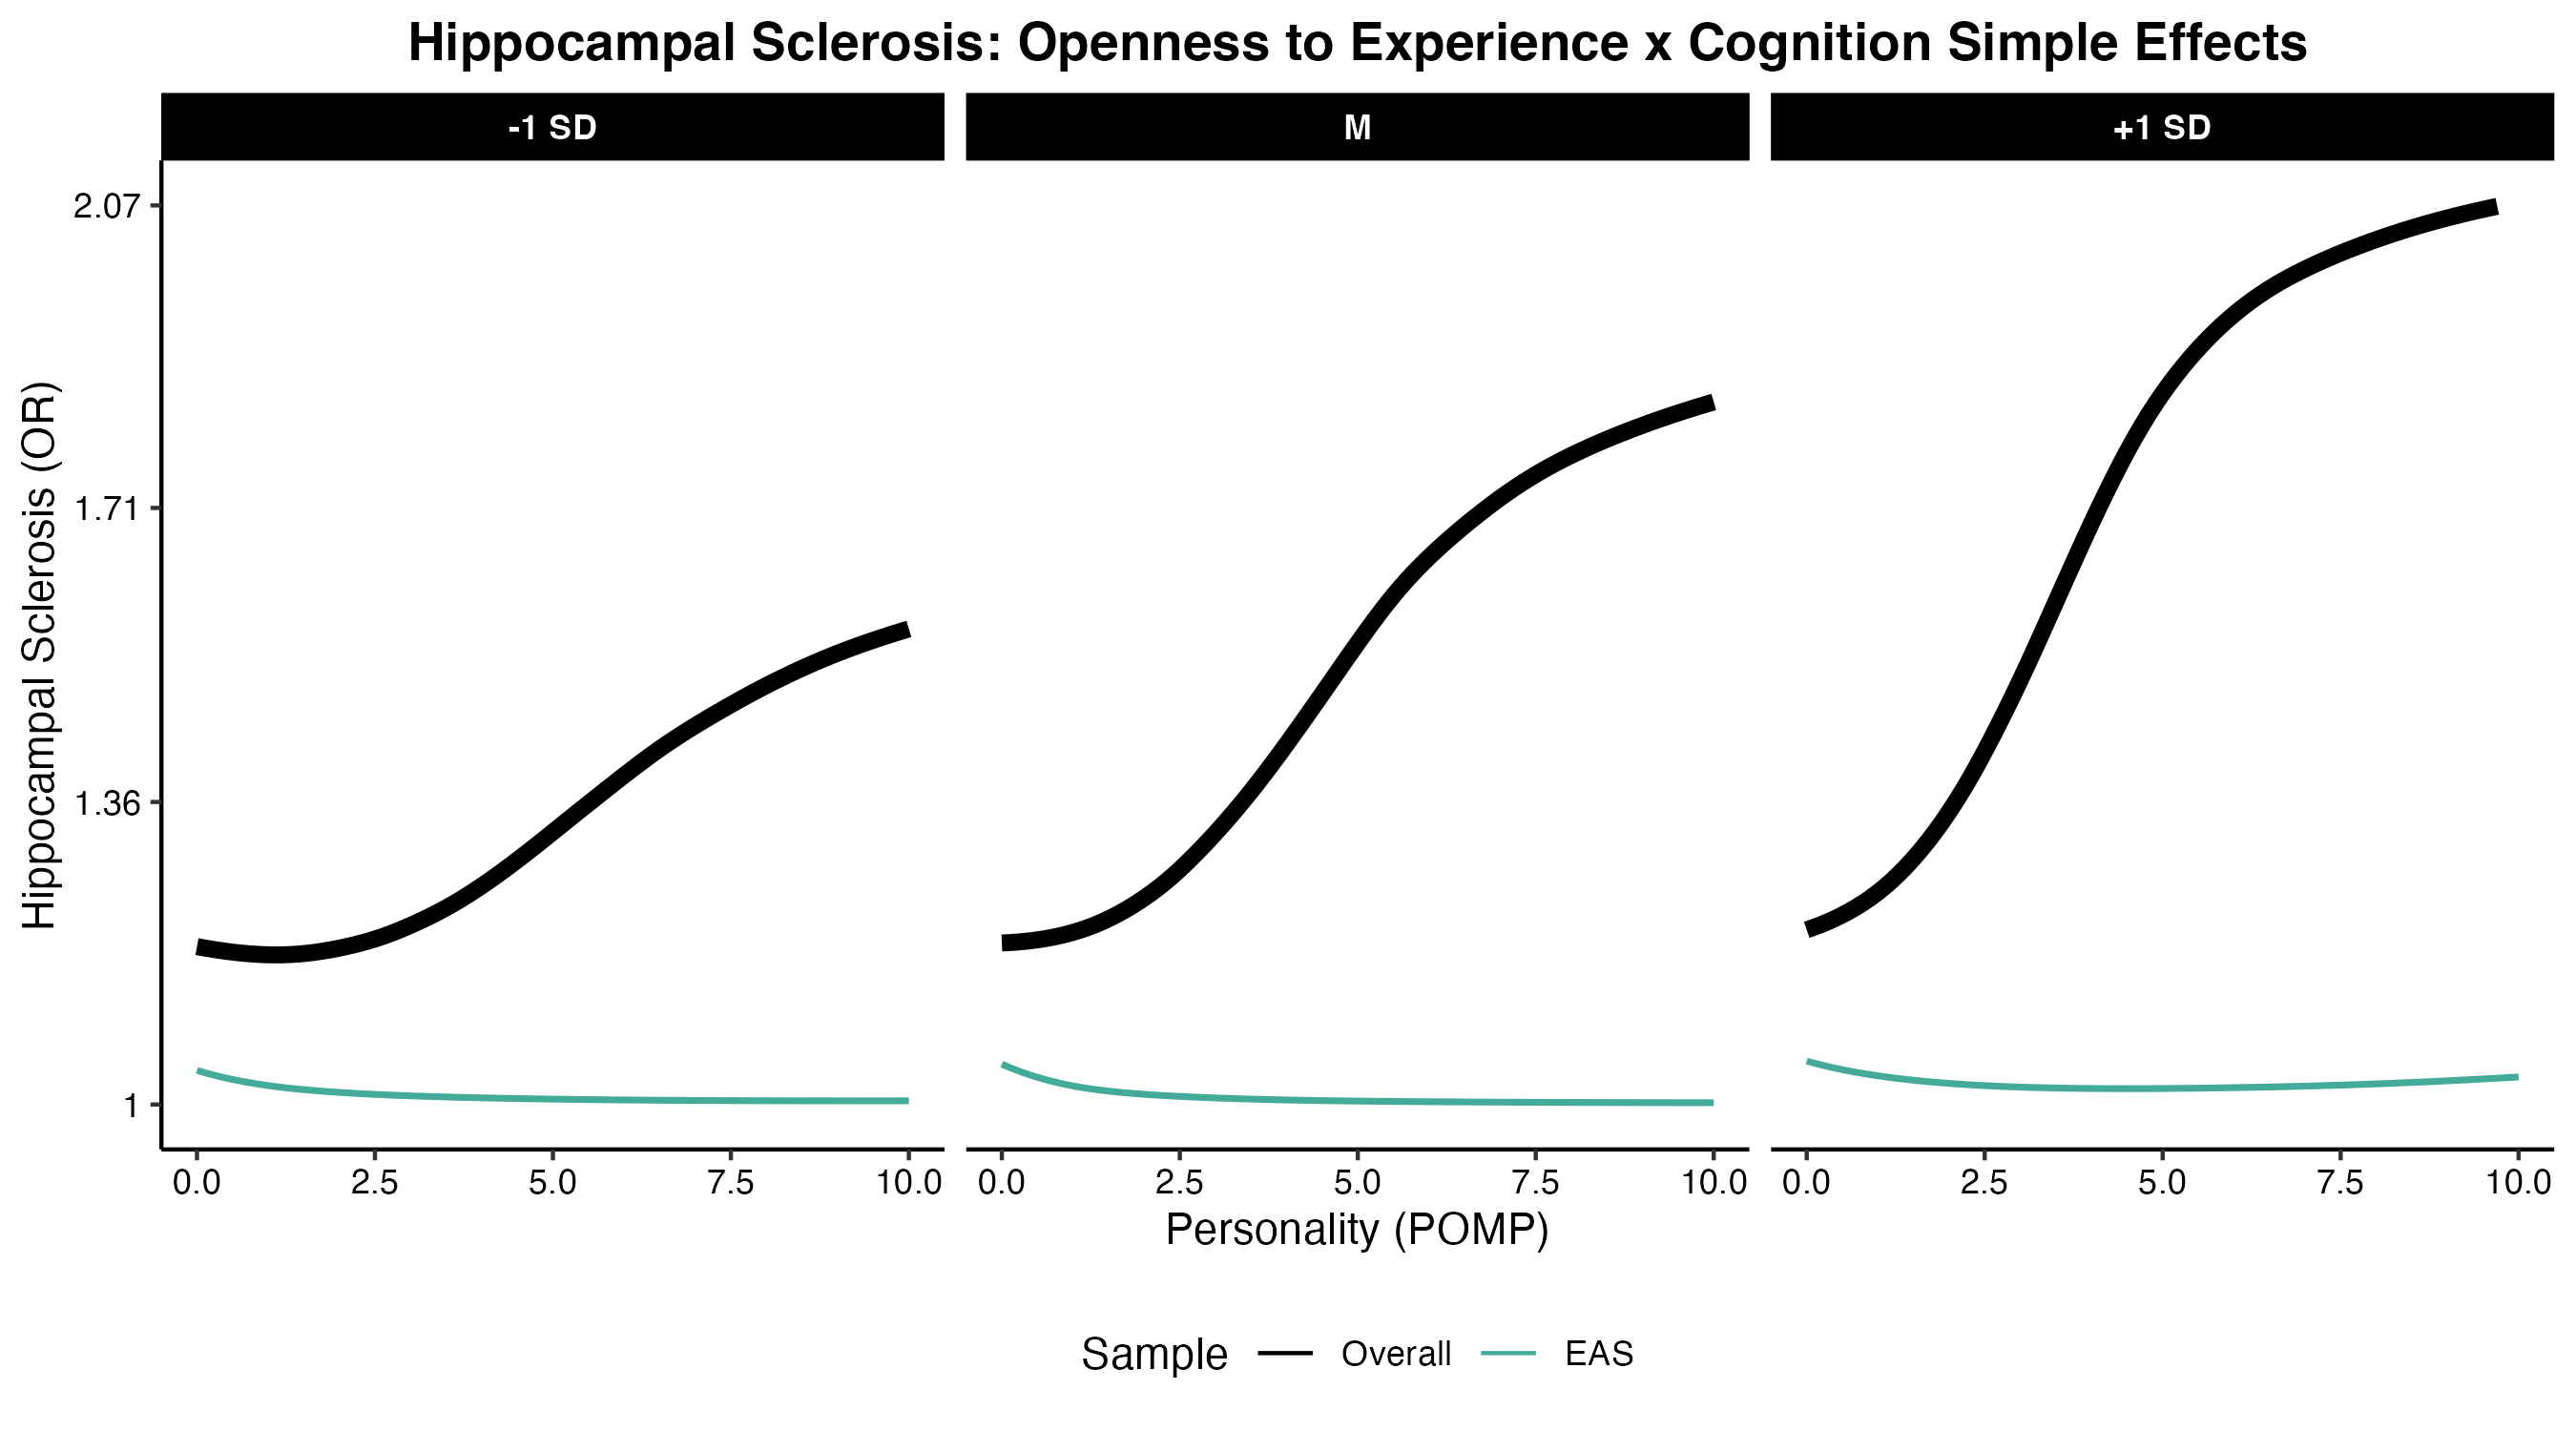 Hippocampal Sclerosis: Openness to Experience x Cognition Simple Effects
-1 SD M +1 SD
Hippocampal Sclerosis (OR)
2.07
1.71
1.36
1
0.0 2.5 5.0 7.5 10.0 0.0 2.5 5.0 7.5 10.0 0.0 2.5 5.0 7.5 10.0
Personality (POMP)
Sample Overall EAS